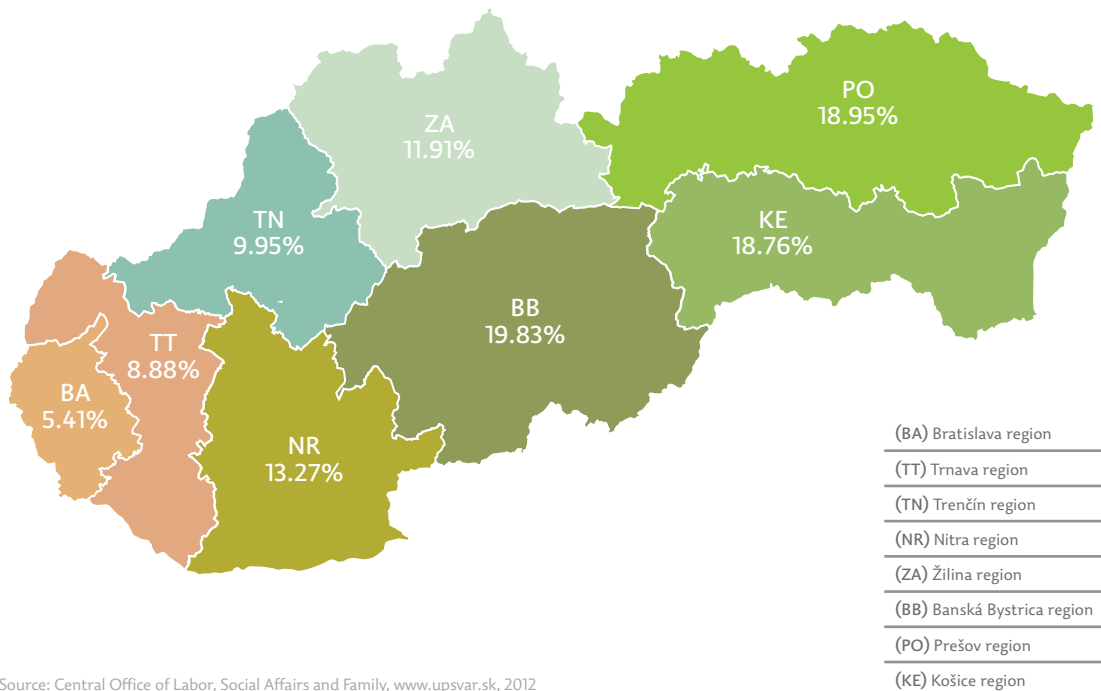 PO
18.95%
ZA
11.91%
TN
9.95%
KE
18.76%
BB
19.83%
TT
8.88%
BA
5.41%
NR
13.27%
(BA) Bratislava region
(TT) Trnava region
(TN) Trenčín region
(NR) Nitra region
(ZA) Žilina region
(BB) Banská Bystrica region
(PO) Prešov region
(KE) Košice region
Source: Central Office of Labor, Social Affairs and Family, www.upsvar.sk, 2012